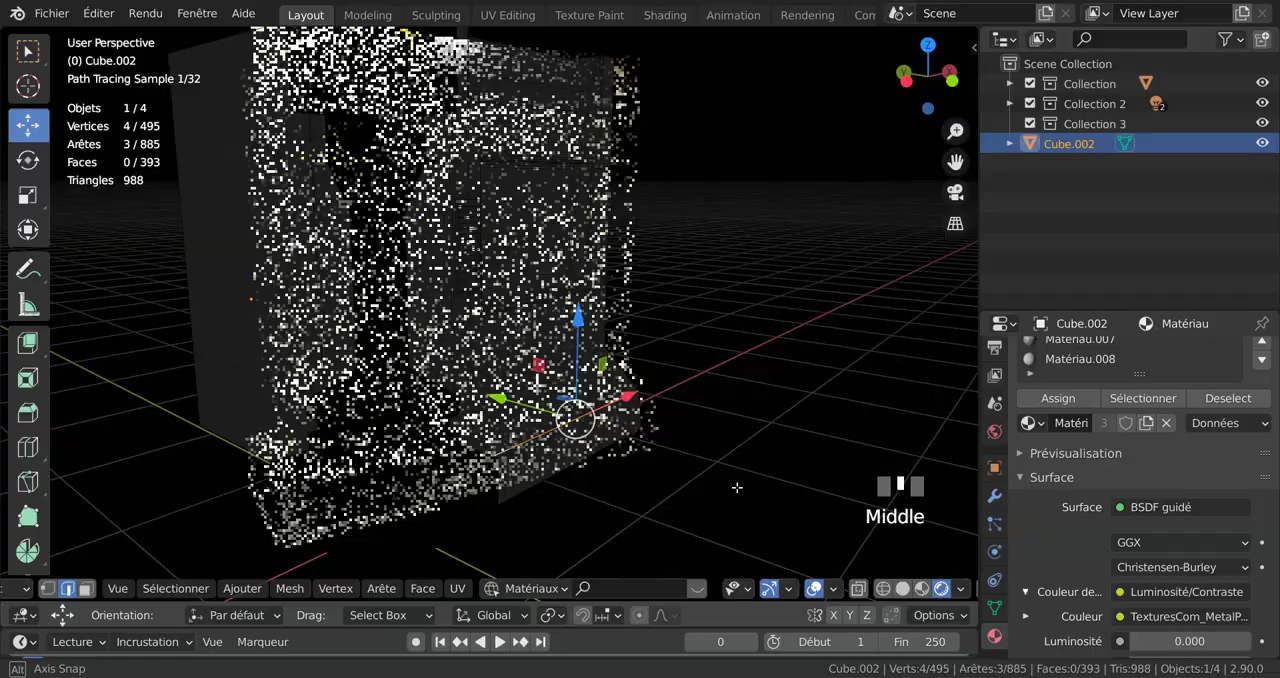 Fichier Éditer Rendu Fenêtre Aide Layout Modeling Sculpting UV Editing Texture Paint Shading Animation Rendering Com Scene View Layer
User Perspective
(0) Cube.002
Path Tracing Sample 1/32
Objets 1 / 4
Vertices 4 / 495
Arêtes 3 / 885
Faces 0 / 393
Triangles 988
Z
Scene Collection
Collection
Collection 2 2
Collection 3
Cube.002
Cube.002 Matériau
Matériau.007
Matériau.008
Assign Sélectionner Deselect
Matéri 3 Données
Prévisualisation
Surface
Surface BSDF guidé
GGX
Christensen-Burley
Couleur de... Luminosité/Contraste
Couleur TexturesCom_MetalP...
Luminosité 0.000
Middle
Vue Sélectionner Ajouter Mesh Vertex Arête Face UV Matériaux
Orientation: Par défaut Drag: Select Box Global X Y Z Options
Lecture Incrustation Vue Marqueur 0 Début 1 Fin 250
Alt Axis Snap Cube.002 | Verts:4/495 | Arêtes:3/885 | Faces:0/393 | Tris:988 | Objects:1/4 | 2.90.0